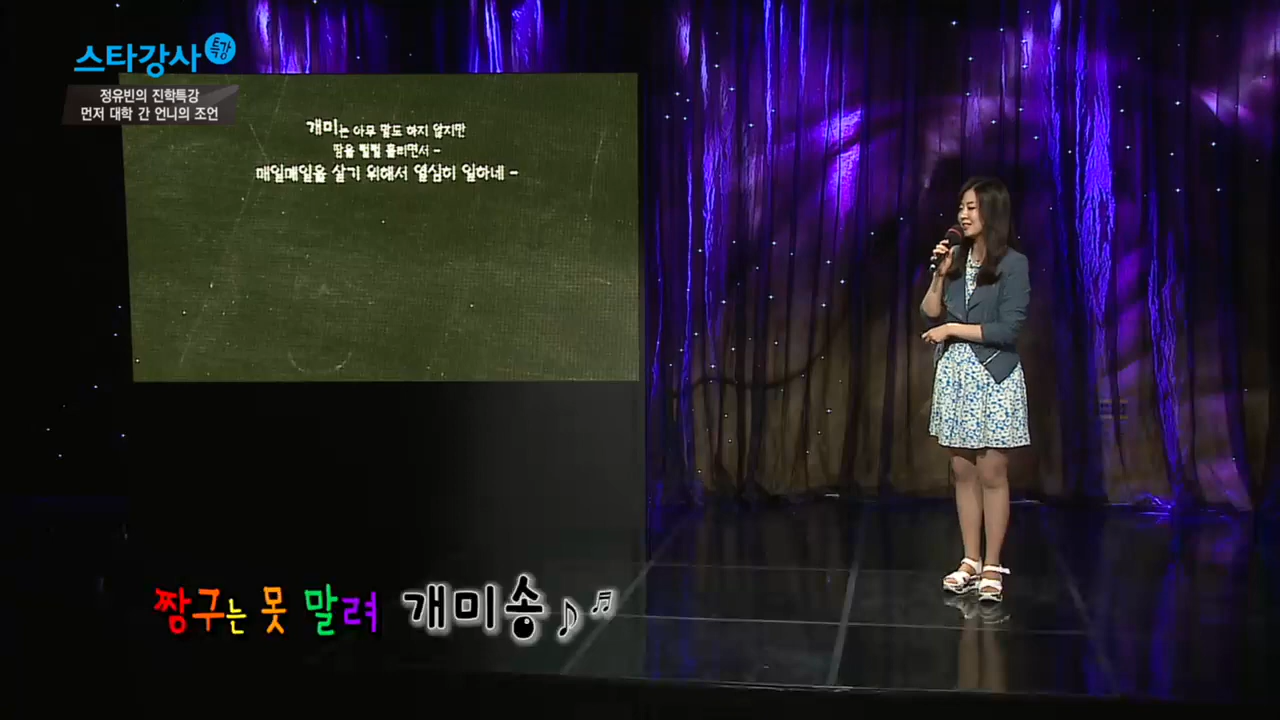 스타강사 특강
정유빈의 진학특강
먼저 대학 간 언니의 조언
개미는 아무 말도 하지 않지만
땀을 뻘뻘 흘리면서 -
매일매일을 살기 위해서 열심히 일하네 -
짱구는 못 말려 개미송♪♬